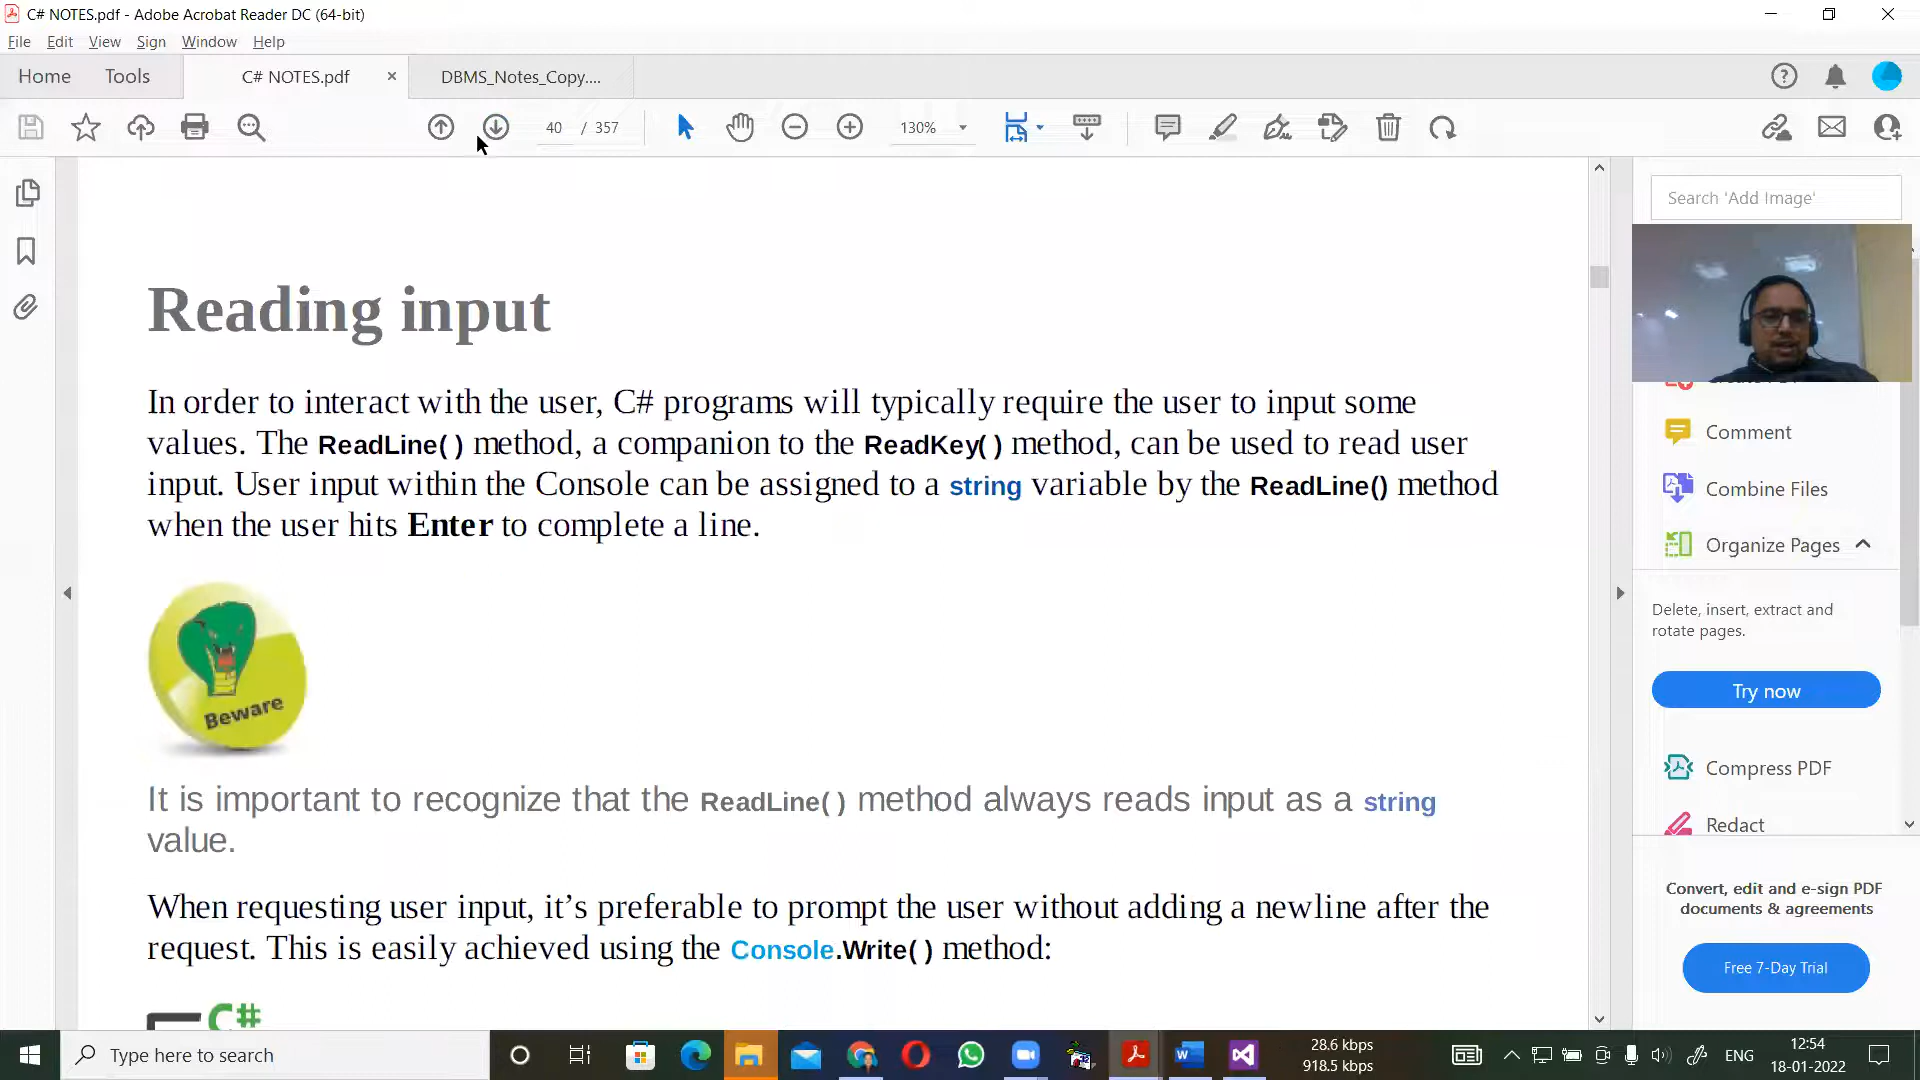 C# NOTES.pdf - Adobe Acrobat Reader DC (64-bit)
File Edit View Sign Window Help
Home Tools C# NOTES.pdf × DBMS_Notes_Copy....
40 / 357 130%
Search 'Add Image'
Reading input
In order to interact with the user, C# programs will typically require the user to input some
values. The ReadLine( ) method, a companion to the ReadKey( ) method, can be used to read user
input. User input within the Console can be assigned to a string variable by the ReadLine() method
when the user hits Enter to complete a line.
Beware
It is important to recognize that the ReadLine( ) method always reads input as a string
value.
When requesting user input, it's preferable to prompt the user without adding a newline after the
request. This is easily achieved using the Console.Write( ) method:
C#
Comment
Combine Files
Organize Pages
Delete, insert, extract and
rotate pages.
Try now
Compress PDF
Redact
Convert, edit and e-sign PDF
documents & agreements
Free 7-Day Trial
Type here to search
28.6 kbps
918.5 kbps
ENG
12:54
18-01-2022